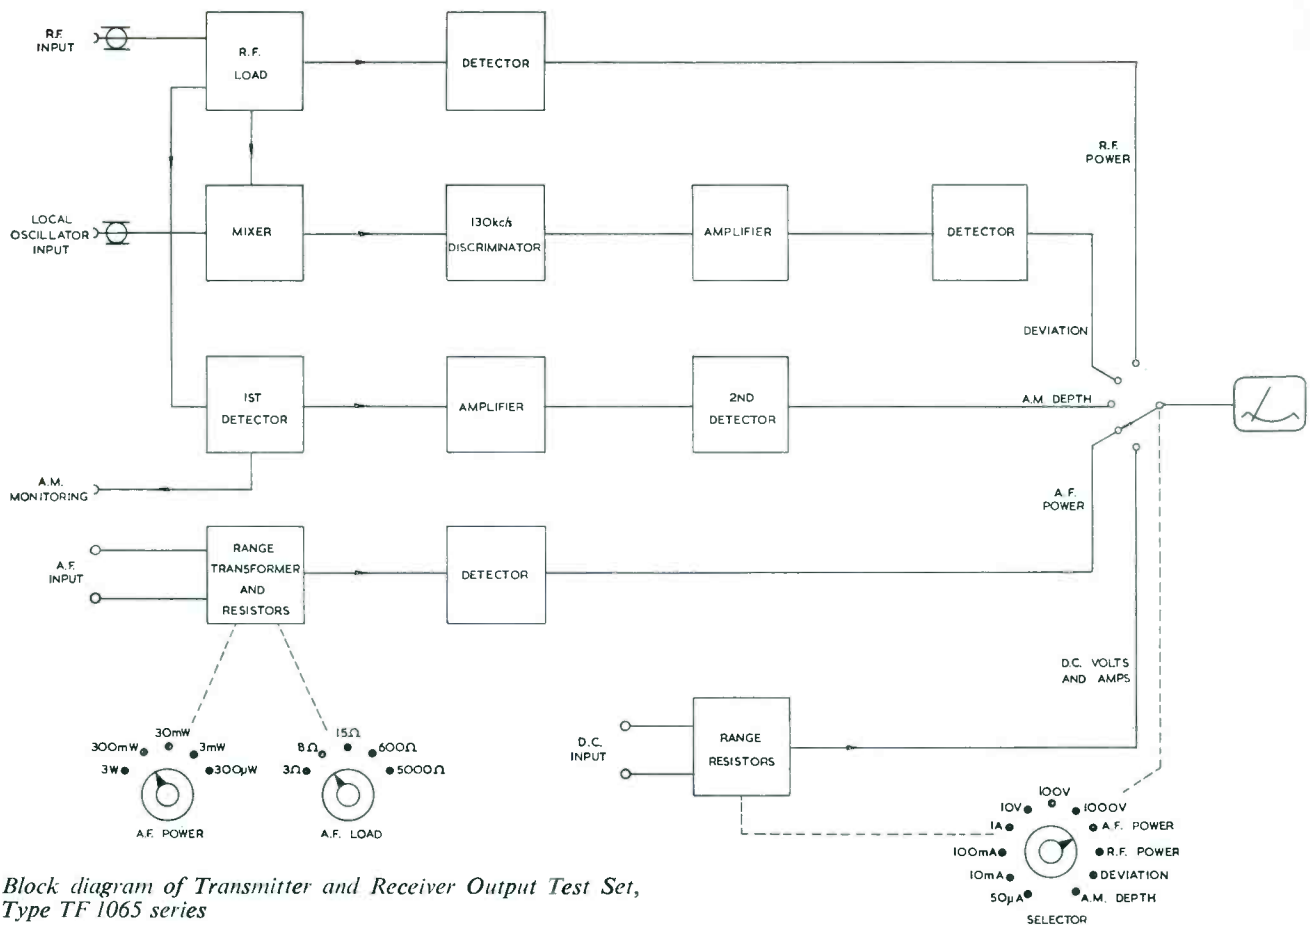 R.F.
INPUT
R.F.
LOAD
DETECTOR
R.F.
POWER
LOCAL
OSCILLATOR
INPUT
MIXER
130kc/s
DISCRIMINATOR
AMPLIFIER
DETECTOR
DEVIATION
1ST
DETECTOR
AMPLIFIER
2ND
DETECTOR
A.M. DEPTH
A.M.
MONITORING
A.F.
POWER
A.F.
INPUT
RANGE
TRANSFORMER
AND
RESISTORS
DETECTOR
D.C. VOLTS
AND AMPS
D.C.
INPUT
RANGE
RESISTORS
30mW
300mW
3mW
3W
300µW
A.F. POWER
15Ω
8Ω
600Ω
3Ω
5000Ω
A.F. LOAD
100V
10V
1000V
1A
A.F. POWER
100mA
R.F. POWER
10mA
DEVIATION
50µA
A.M. DEPTH
SELECTOR
Block diagram of Transmitter and Receiver Output Test Set,
Type TF 1065 series